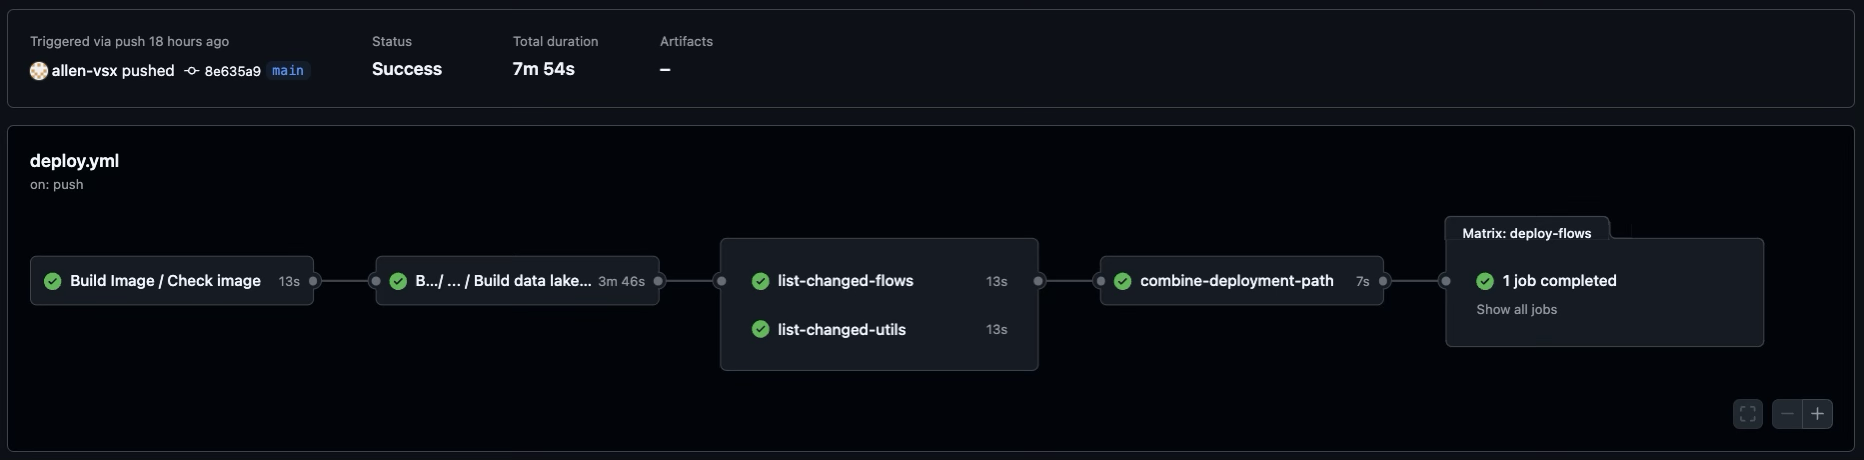 Triggered via push 18 hours ago
allen-vsx pushed 8e635a9 main
Status
Success
Total duration
7m 54s
Artifacts
–
deploy.yml
on: push
Build Image / Check image 13s
B.../ ... / Build data lake... 3m 46s
list-changed-flows 13s
list-changed-utils 13s
combine-deployment-path 7s
Matrix: deploy-flows
1 job completed
Show all jobs